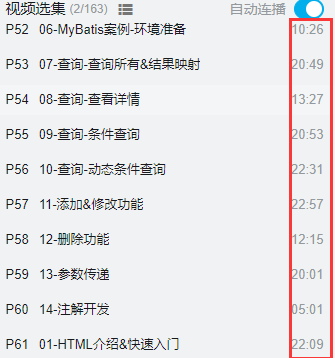 视频选集 (2/163) 自动连播
P52 06-MyBatis案例-环境准备 10:26
P53 07-查询-查询所有&结果映射 20:49
P54 08-查询-查看详情 13:27
P55 09-查询-条件查询 20:53
P56 10-查询-动态条件查询 22:31
P57 11-添加&修改功能 22:57
P58 12-删除功能 12:15
P59 13-参数传递 20:01
P60 14-注解开发 05:01
P61 01-HTML介绍&快速入门 22:09